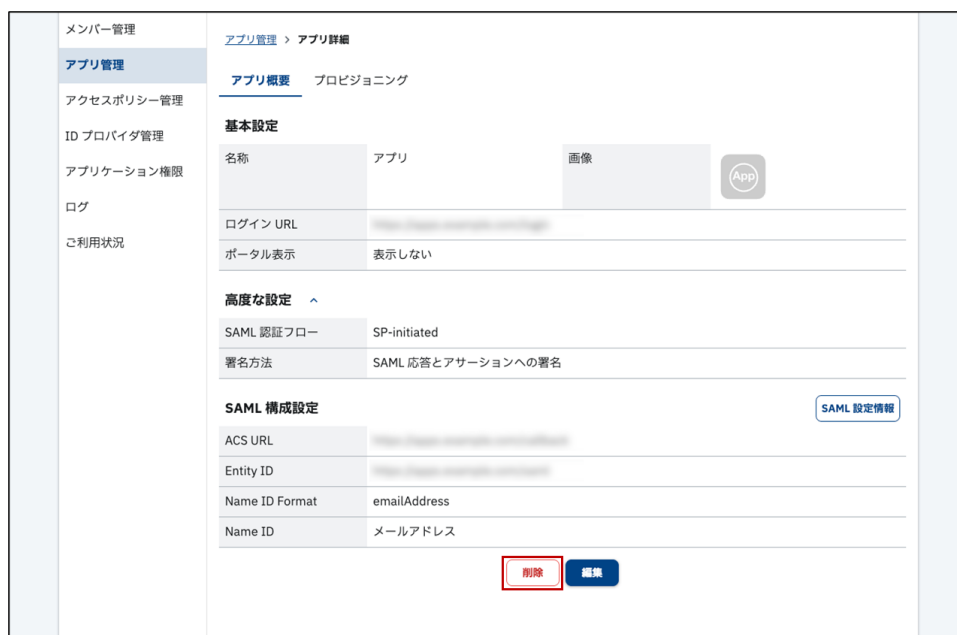 メンバー管理
アプリ管理
アクセスポリシー管理
ID プロバイダ管理
アプリケーション権限
ログ
ご利用状況
アプリ管理 > アプリ詳細
アプリ概要 プロビジョニング
基本設定
名称 アプリ 画像 App
ログイン URL
ポータル表示 表示しない
高度な設定
SAML 認証フロー SP-initiated
署名方法 SAML 応答とアサーションへの署名
SAML 構成設定 SAML 設定情報
ACS URL
Entity ID
Name ID Format emailAddress
Name ID メールアドレス
削除 編集